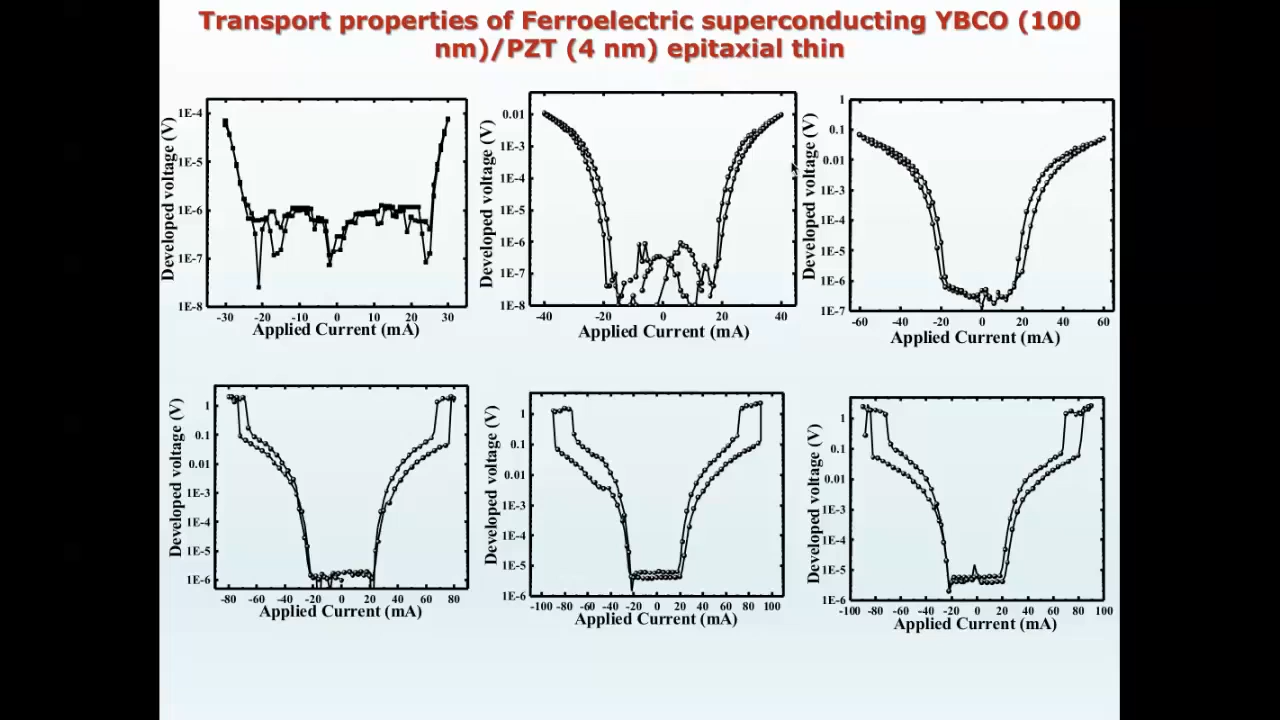 Transport properties of Ferroelectric superconducting YBCO (100
nm)/PZT (4 nm) epitaxial thin
Developed voltage (V)
1E-4
1E-5
1E-6
1E-7
1E-8
-30 -20 -10 0 10 20 30
Applied Current (mA)
Developed voltage (V)
0.01
1E-3
1E-4
1E-5
1E-6
1E-7
1E-8
-40 -20 0 20 40
Applied Current (mA)
Developed voltage (V)
1
0.1
0.01
1E-3
1E-4
1E-5
1E-6
1E-7
-60 -40 -20 0 20 40 60
Applied Current (mA)
Developed voltage (V)
1
0.1
0.01
1E-3
1E-4
1E-5
1E-6
-80 -60 -40 -20 0 20 40 60 80
Applied Current (mA)
Developed voltage (V)
1
0.1
0.01
1E-3
1E-4
1E-5
1E-6
-100 -80 -60 -40 -20 0 20 40 60 80 100
Applied Current (mA)
Developed voltage (V)
1
0.1
0.01
1E-3
1E-4
1E-5
1E-6
-100 -80 -60 -40 -20 0 20 40 60 80 100
Applied Current (mA)